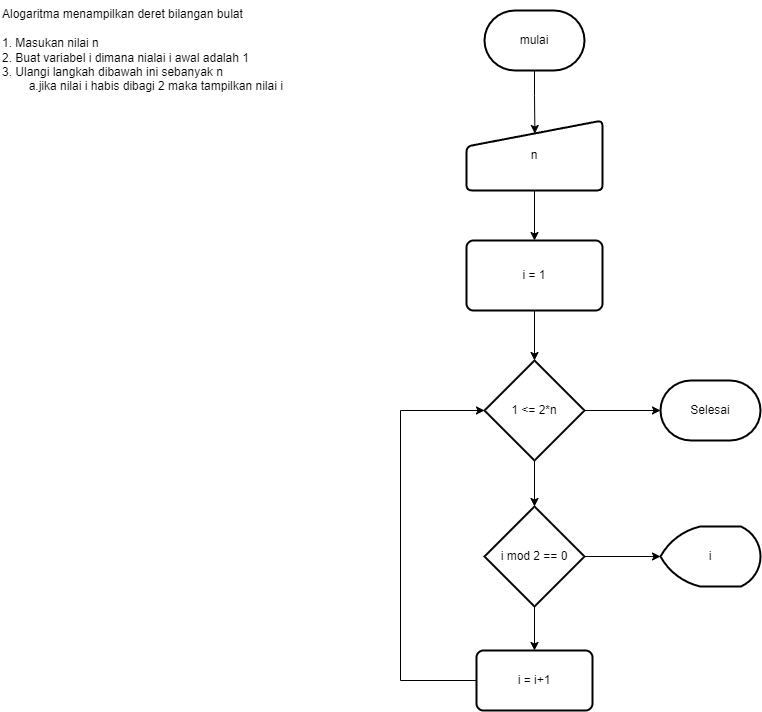 Alogaritma menampilkan deret bilangan bulat
1. Masukan nilai n
2. Buat variabel i dimana nialai i awal adalah 1
3. Ulangi langkah dibawah ini sebanyak n
a.jika nilai i habis dibagi 2 maka tampilkan nilai i
mulai
n
i = 1
1 <= 2*n
Selesai
i mod 2 == 0
i
i = i+1